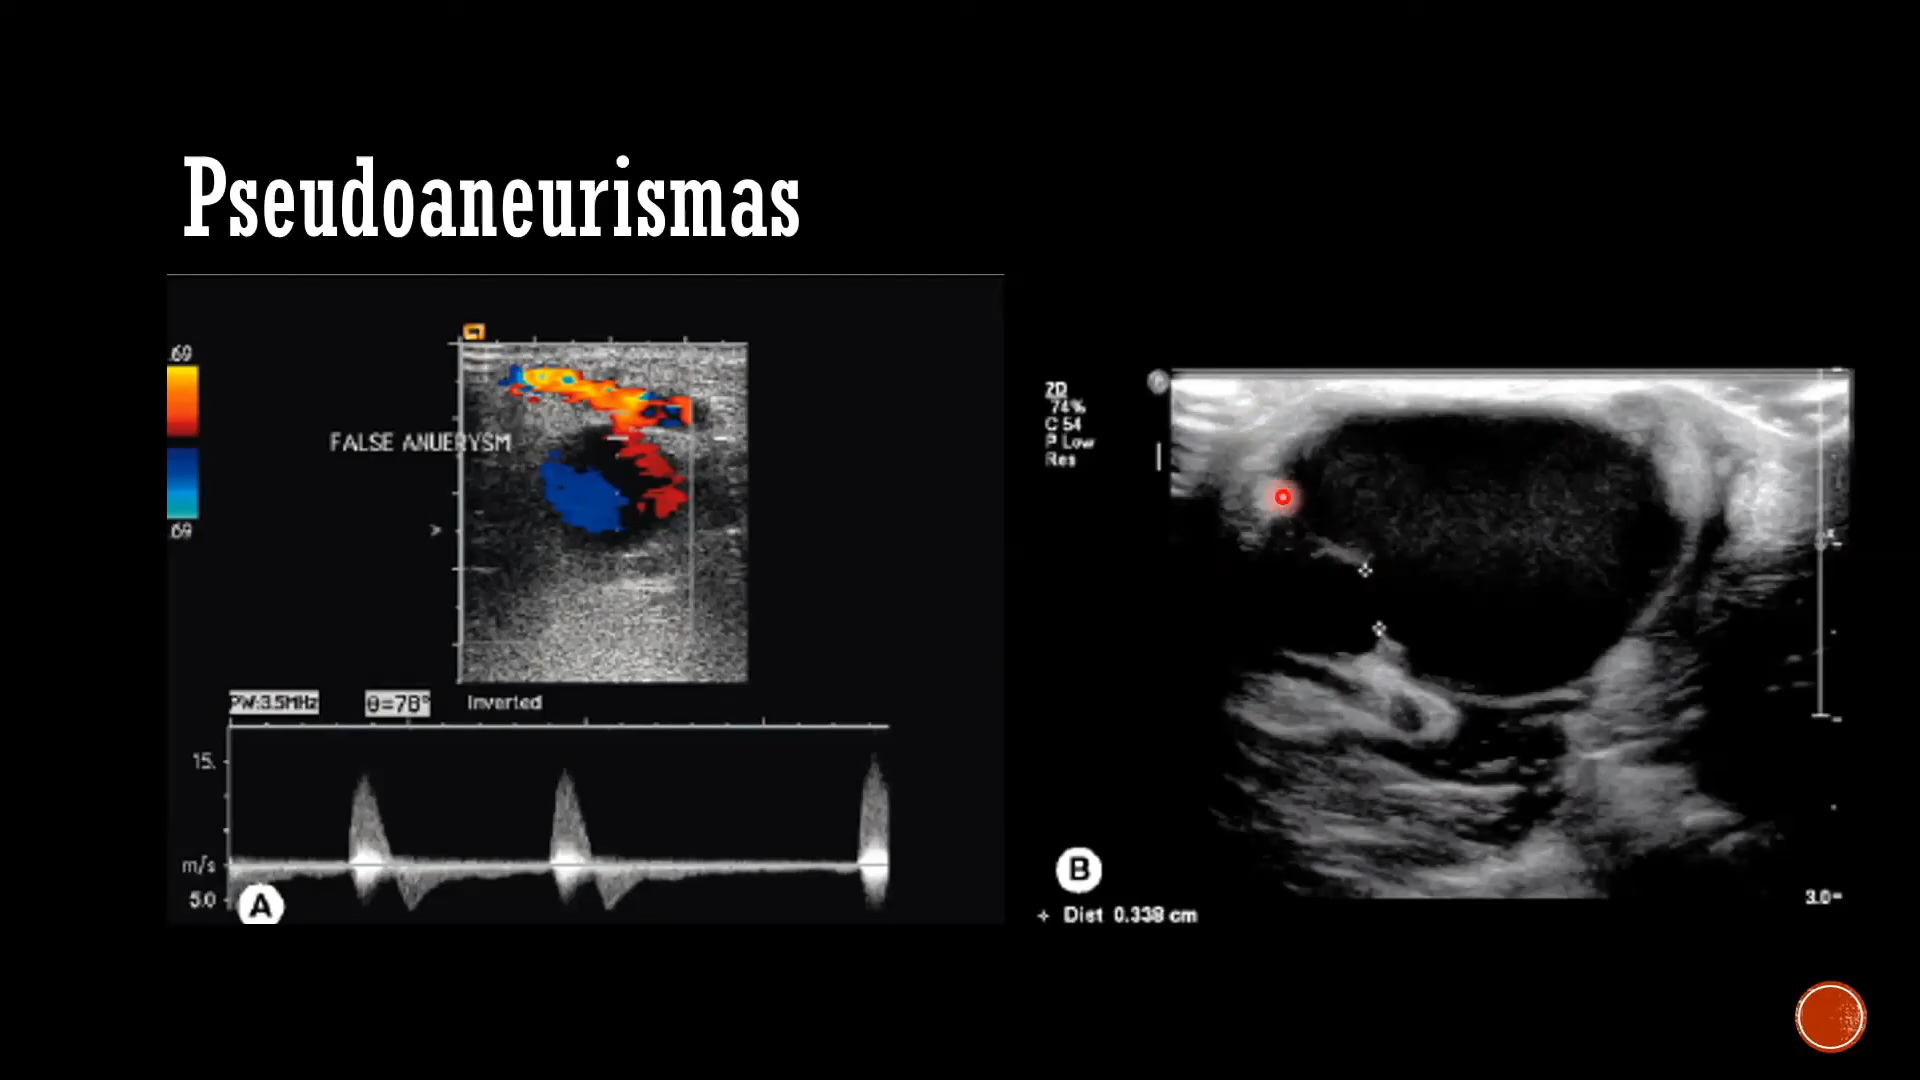 Pseudoaneurismas
.69
FALSE ANUERYSM
.69
PW:3.5MHz
θ=78°
Inverted
15.
m/s
5.0
A
2D
74%
C 54
P Low
Res
P
x
3.0
B
+ Dist 0.338 cm